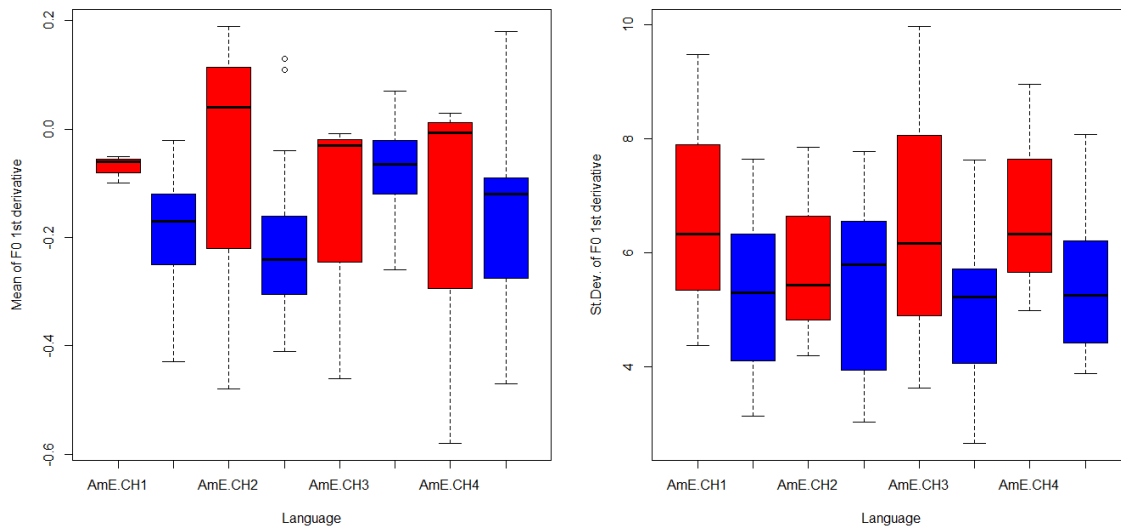 Mean of F0 1st derivative
0.2
0.0
-0.2
-0.4
-0.6
AmE.CH1 AmE.CH2 AmE.CH3 AmE.CH4
Language
St.Dev. of F0 1st derivative
10
8
6
4
AmE.CH1 AmE.CH2 AmE.CH3 AmE.CH4
Language